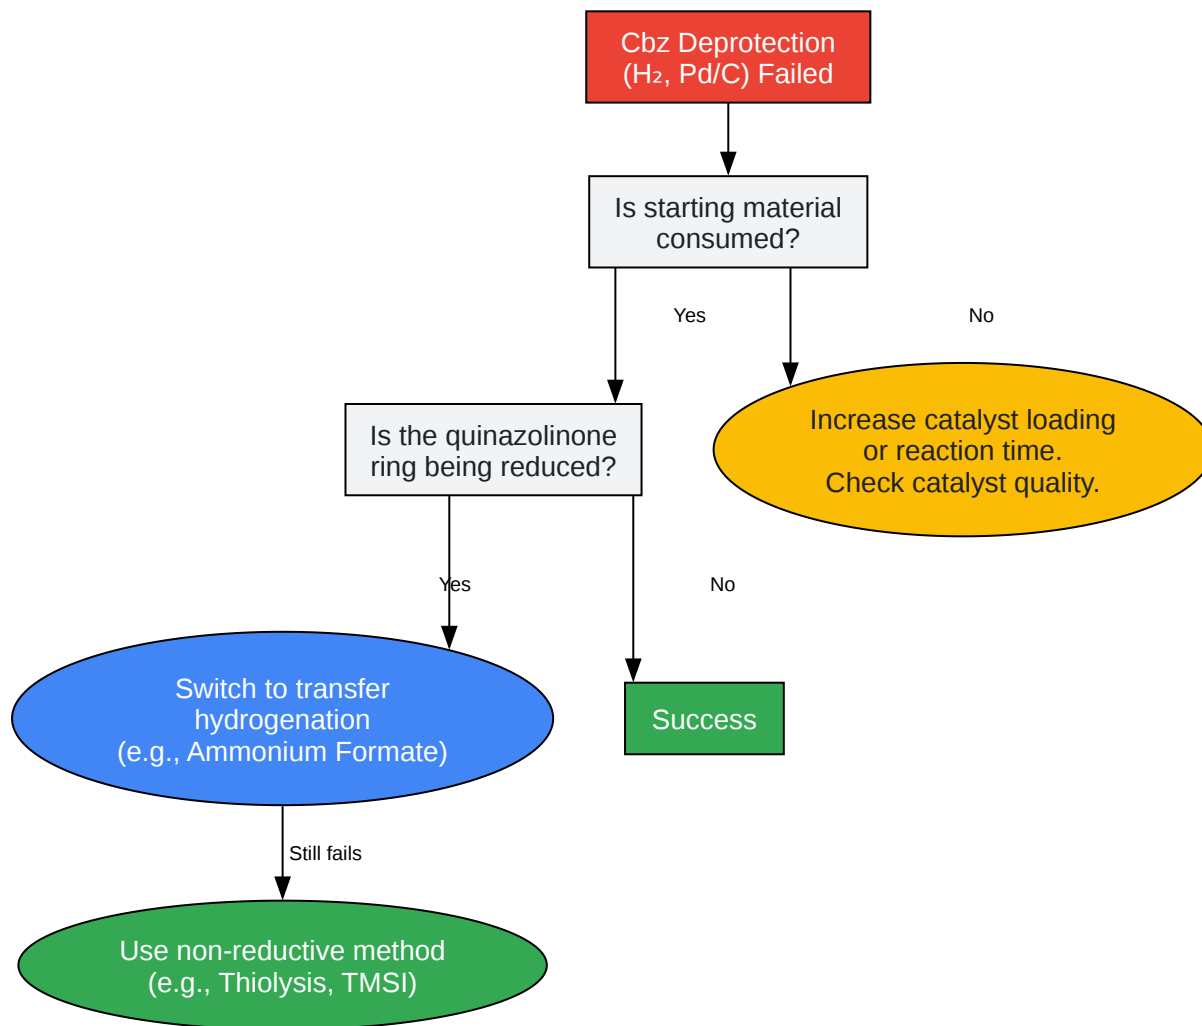 Cbz Deprotection
(H₂, Pd/C) Failed
Is starting material
consumed?
Yes
No
Is the quinazolinone
ring being reduced?
Increase catalyst loading
or reaction time.
Check catalyst quality.
Yes
No
Switch to transfer
hydrogenation
(e.g., Ammonium Formate)
Success
Still fails
Use non-reductive method
(e.g., Thiolysis, TMSI)